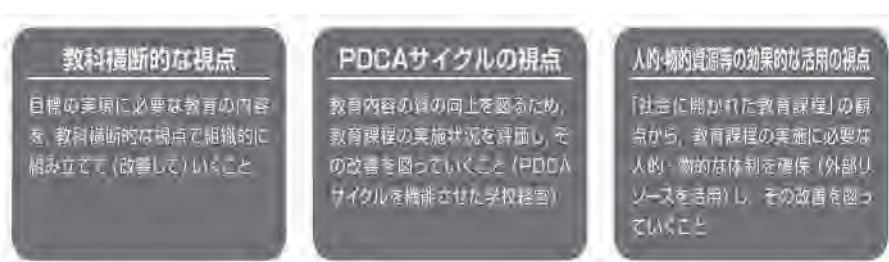 教科横断的な視点
目標の実現に必要な教育の内容
を、教科横断的な視点で組織的に
組み立てて(改善して)いくこと
PDCAサイクルの視点
教育内容の質の向上を図るため、
教育課程の実施状況を評価し、そ
の改善を図っていくこと(PDCA
サイクルを機能させた学校経営)
人的・物的資源等の効果的な活用の視点
「社会に開かれた教育課程」の観
点から、教育課程の実施に必要な
人的・物的な体制を確保(外部リ
ソースを活用)し、その改善を図っ
ていくこと